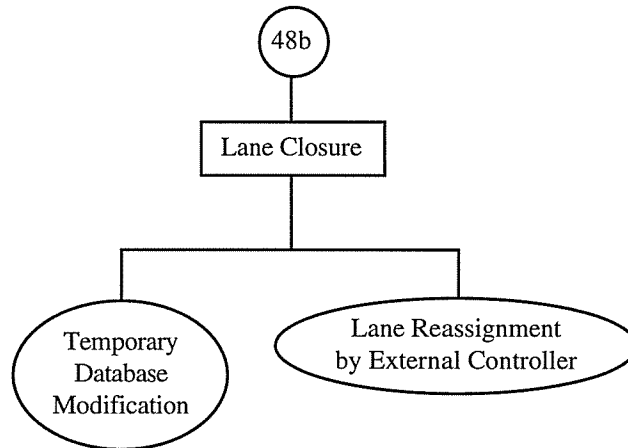 48b
Lane Closure
Temporary
Database
Modification
Lane Reassignment
by External Controller